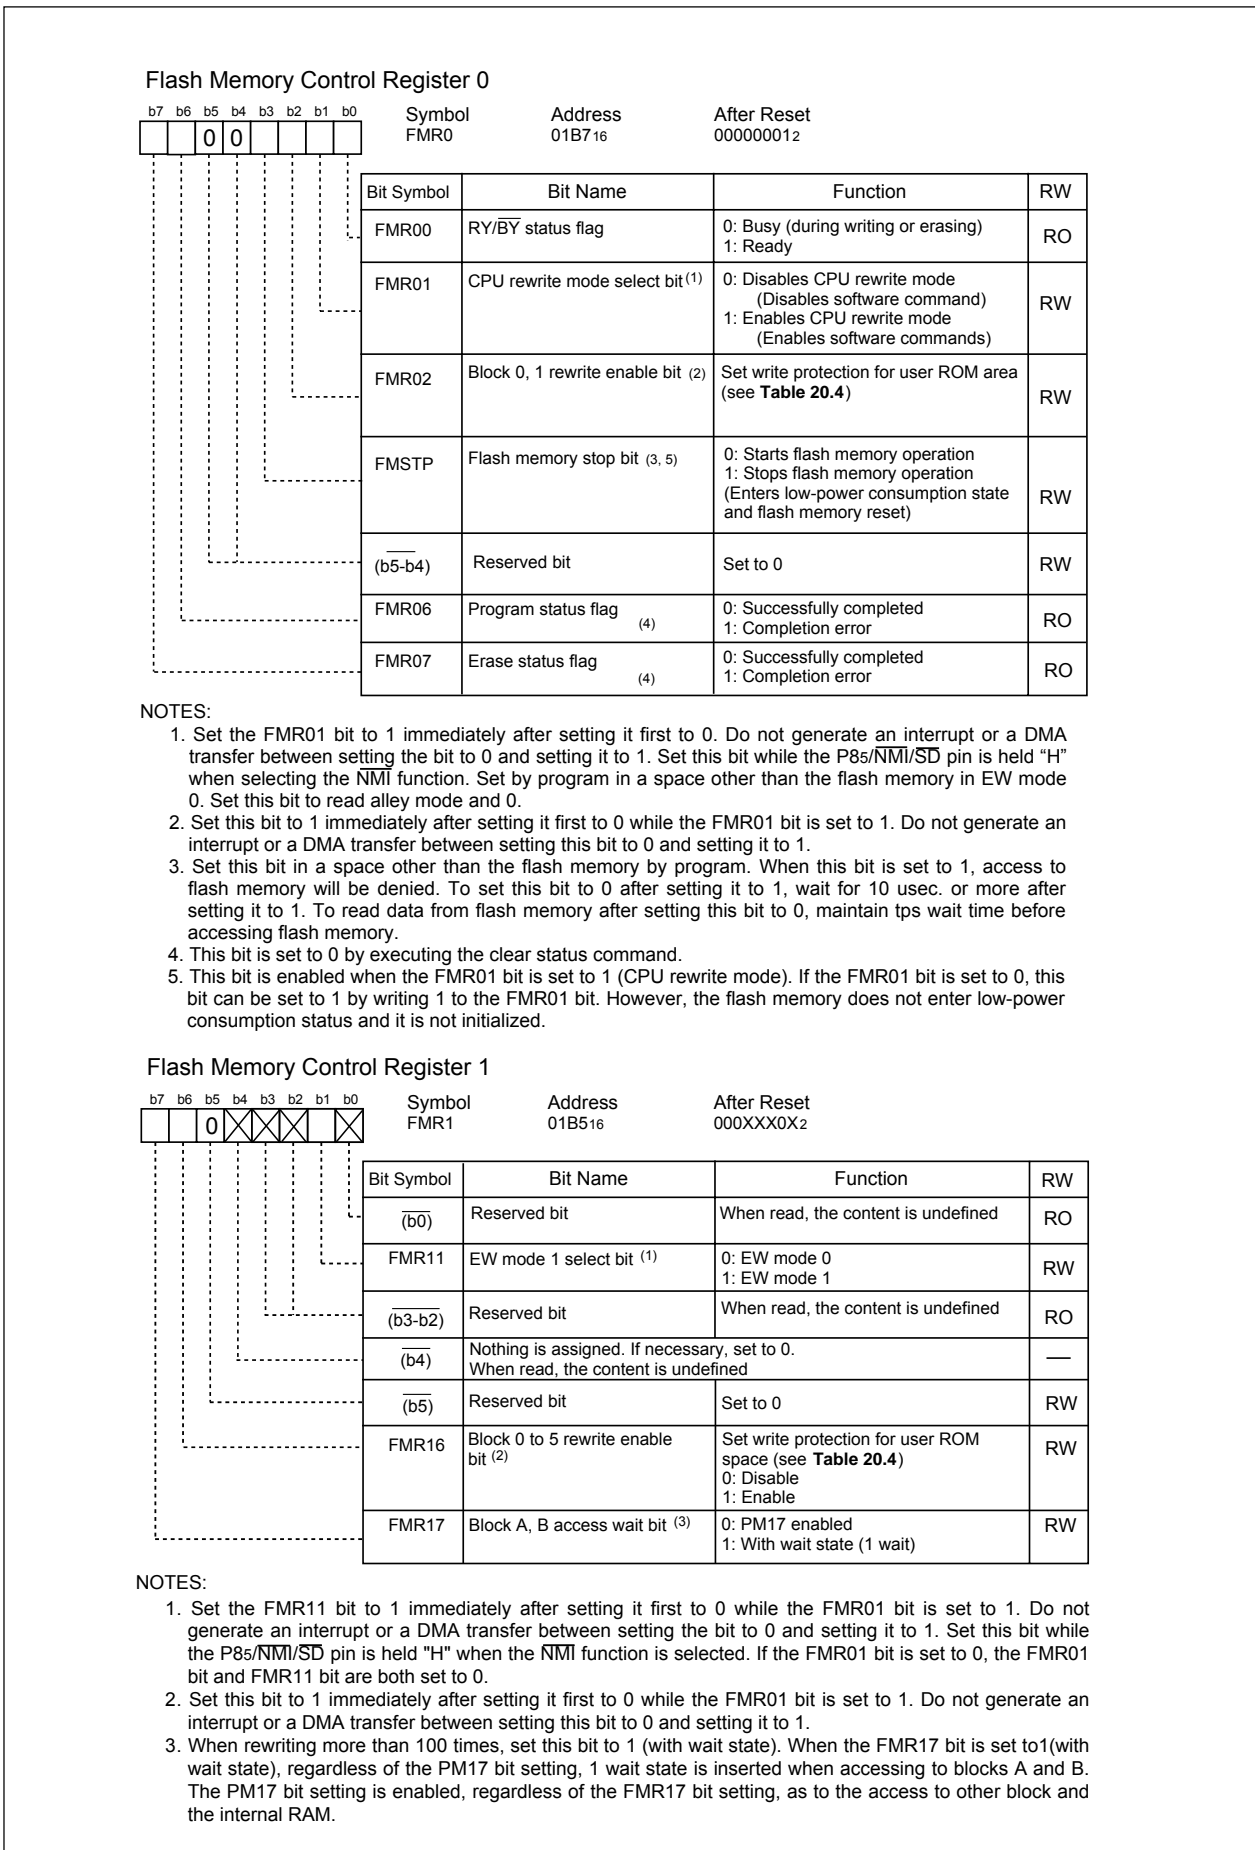 Flash Memory Control Register 0
b7 b6 b5 b4 b3 b2 b1 b0
Symbol Address After Reset
0 0
FMR0 01B716 000000012
Bit Symbol Bit Name Function RW
FMR00 RY/BY status flag 0: Busy (during writing or erasing)
1: Ready
RO
FMR01 CPU rewrite mode select bit(1) 0: Disables CPU rewrite mode
(Disables software command)
1: Enables CPU rewrite mode
(Enables software commands)
RW
FMR02 Block 0, 1 rewrite enable bit (2) Set write protection for user ROM area
(see Table 20.4)
RW
FMSTP Flash memory stop bit (3, 5) 0: Starts flash memory operation
1: Stops flash memory operation
(Enters low-power consumption state
and flash memory reset)
RW
(b5-b4) Reserved bit Set to 0 RW
FMR06 Program status flag (4) 0: Successfully completed
1: Completion error
RO
FMR07 Erase status flag (4) 0: Successfully completed
1: Completion error
RO
NOTES:
1. Set the FMR01 bit to 1 immediately after setting it first to 0. Do not generate an interrupt or a DMA
transfer between setting the bit to 0 and setting it to 1. Set this bit while the P85/NMI/SD pin is held “H”
when selecting the NMI function. Set by program in a space other than the flash memory in EW mode
0. Set this bit to read alley mode and 0.
2. Set this bit to 1 immediately after setting it first to 0 while the FMR01 bit is set to 1. Do not generate an
interrupt or a DMA transfer between setting this bit to 0 and setting it to 1.
3. Set this bit in a space other than the flash memory by program. When this bit is set to 1, access to
flash memory will be denied. To set this bit to 0 after setting it to 1, wait for 10 usec. or more after
setting it to 1. To read data from flash memory after setting this bit to 0, maintain tps wait time before
accessing flash memory.
4. This bit is set to 0 by executing the clear status command.
5. This bit is enabled when the FMR01 bit is set to 1 (CPU rewrite mode). If the FMR01 bit is set to 0, this
bit can be set to 1 by writing 1 to the FMR01 bit. However, the flash memory does not enter low-power
consumption status and it is not initialized.
Flash Memory Control Register 1
b7 b6 b5 b4 b3 b2 b1 b0
Symbol Address After Reset
0
FMR1 01B516 000XXX0X2
Bit Symbol Bit Name Function RW
(b0) Reserved bit When read, the content is undefined RO
FMR11 EW mode 1 select bit (1) 0: EW mode 0
1: EW mode 1
RW
(b3-b2) Reserved bit When read, the content is undefined RO
(b4) Nothing is assigned. If necessary, set to 0.
When read, the content is undefined
—
(b5) Reserved bit Set to 0 RW
FMR16 Block 0 to 5 rewrite enable
bit (2)
Set write protection for user ROM
space (see Table 20.4)
0: Disable
1: Enable
RW
FMR17 Block A, B access wait bit (3) 0: PM17 enabled
1: With wait state (1 wait)
RW
NOTES:
1. Set the FMR11 bit to 1 immediately after setting it first to 0 while the FMR01 bit is set to 1. Do not
generate an interrupt or a DMA transfer between setting the bit to 0 and setting it to 1. Set this bit while
the P85/NMI/SD pin is held "H" when the NMI function is selected. If the FMR01 bit is set to 0, the FMR01
bit and FMR11 bit are both set to 0.
2. Set this bit to 1 immediately after setting it first to 0 while the FMR01 bit is set to 1. Do not generate an
interrupt or a DMA transfer between setting this bit to 0 and setting it to 1.
3. When rewriting more than 100 times, set this bit to 1 (with wait state). When the FMR17 bit is set to1(with
wait state), regardless of the PM17 bit setting, 1 wait state is inserted when accessing to blocks A and B.
The PM17 bit setting is enabled, regardless of the FMR17 bit setting, as to the access to other block and
the internal RAM.